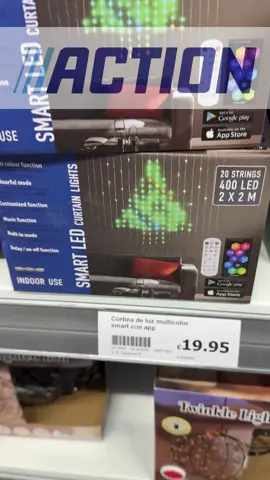 //ACTION
SMART LED
CURTAIN
GET IT ON
Google play
Available on the
App Store
USE
colour function
Colourful mode
Customized function
Music function
Built-in mode
Delay / on-off function
INDOOR USE
SMART LED
CURTAIN LIGHTS
20 STRINGS
400 LED
2 X 2 M
Google play
App Store
Cortina de luz multicolor
smart con app
€19.95
Twinkle Ligh